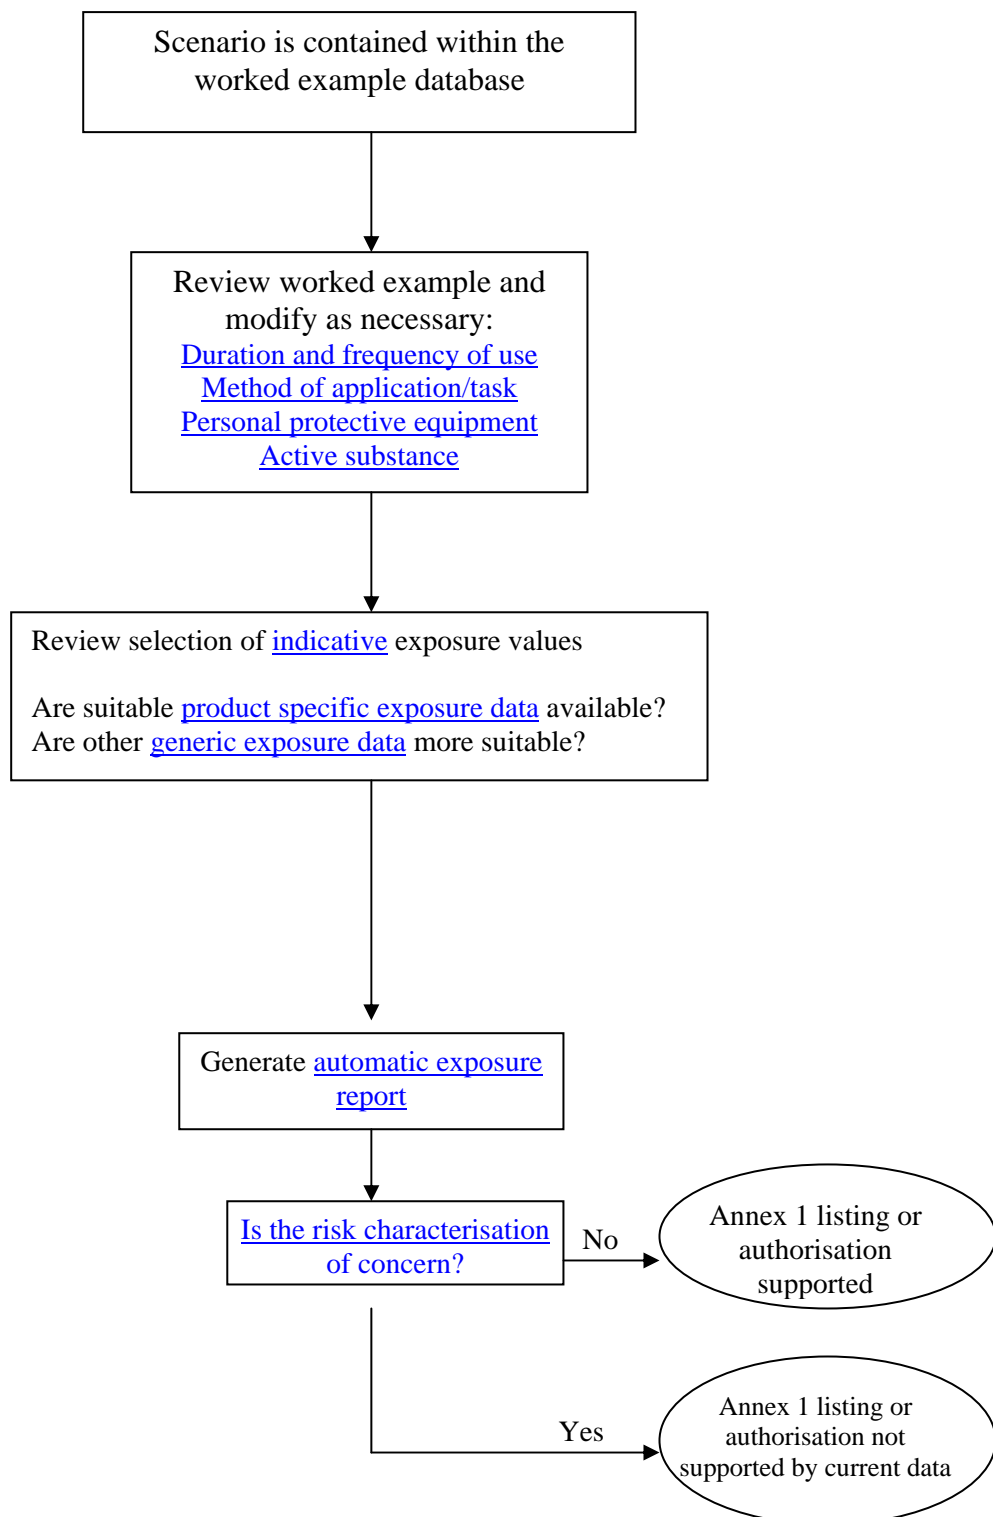 Scenario is contained within the
worked example database
Review worked example and
modify as necessary:
Duration and frequency of use
Method of application/task
Personal protective equipment
Active substance
Review selection of indicative exposure values
Are suitable product specific exposure data available?
Are other generic exposure data more suitable?
Generate automatic exposure
report
Is the risk characterisation
of concern?
No
Annex 1 listing or
authorisation
supported
Yes
Annex 1 listing or
authorisation not
supported by current data